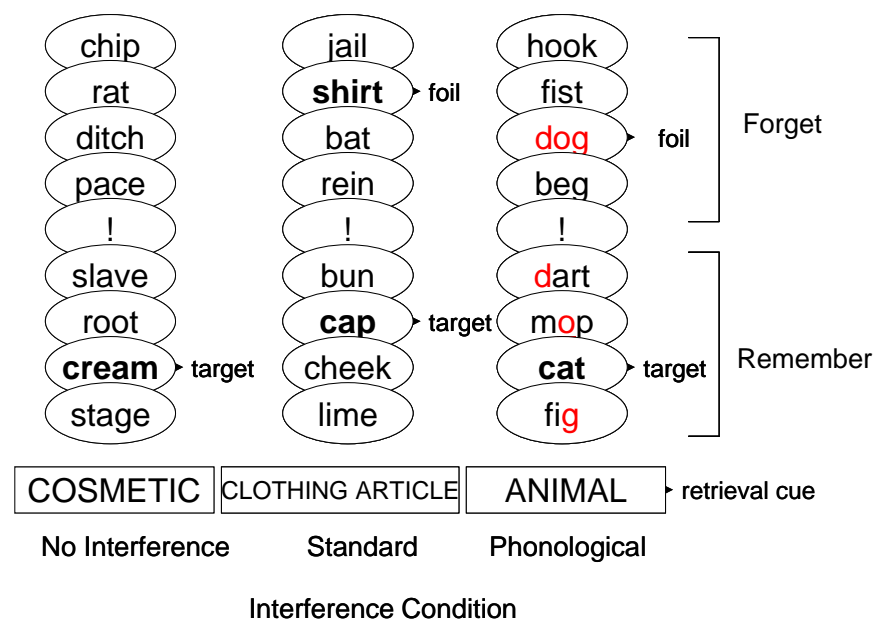 chip jail hook
rat shirt foil fist
ditch bat dog foil Forget
pace rein beg
! ! !
slave bun dart
root cap target mop
cream target cheek cat target Remember
stage lime fig
COSMETIC CLOTHING ARTICLE ANIMAL retrieval cue
No Interference Standard Phonological
Interference Condition